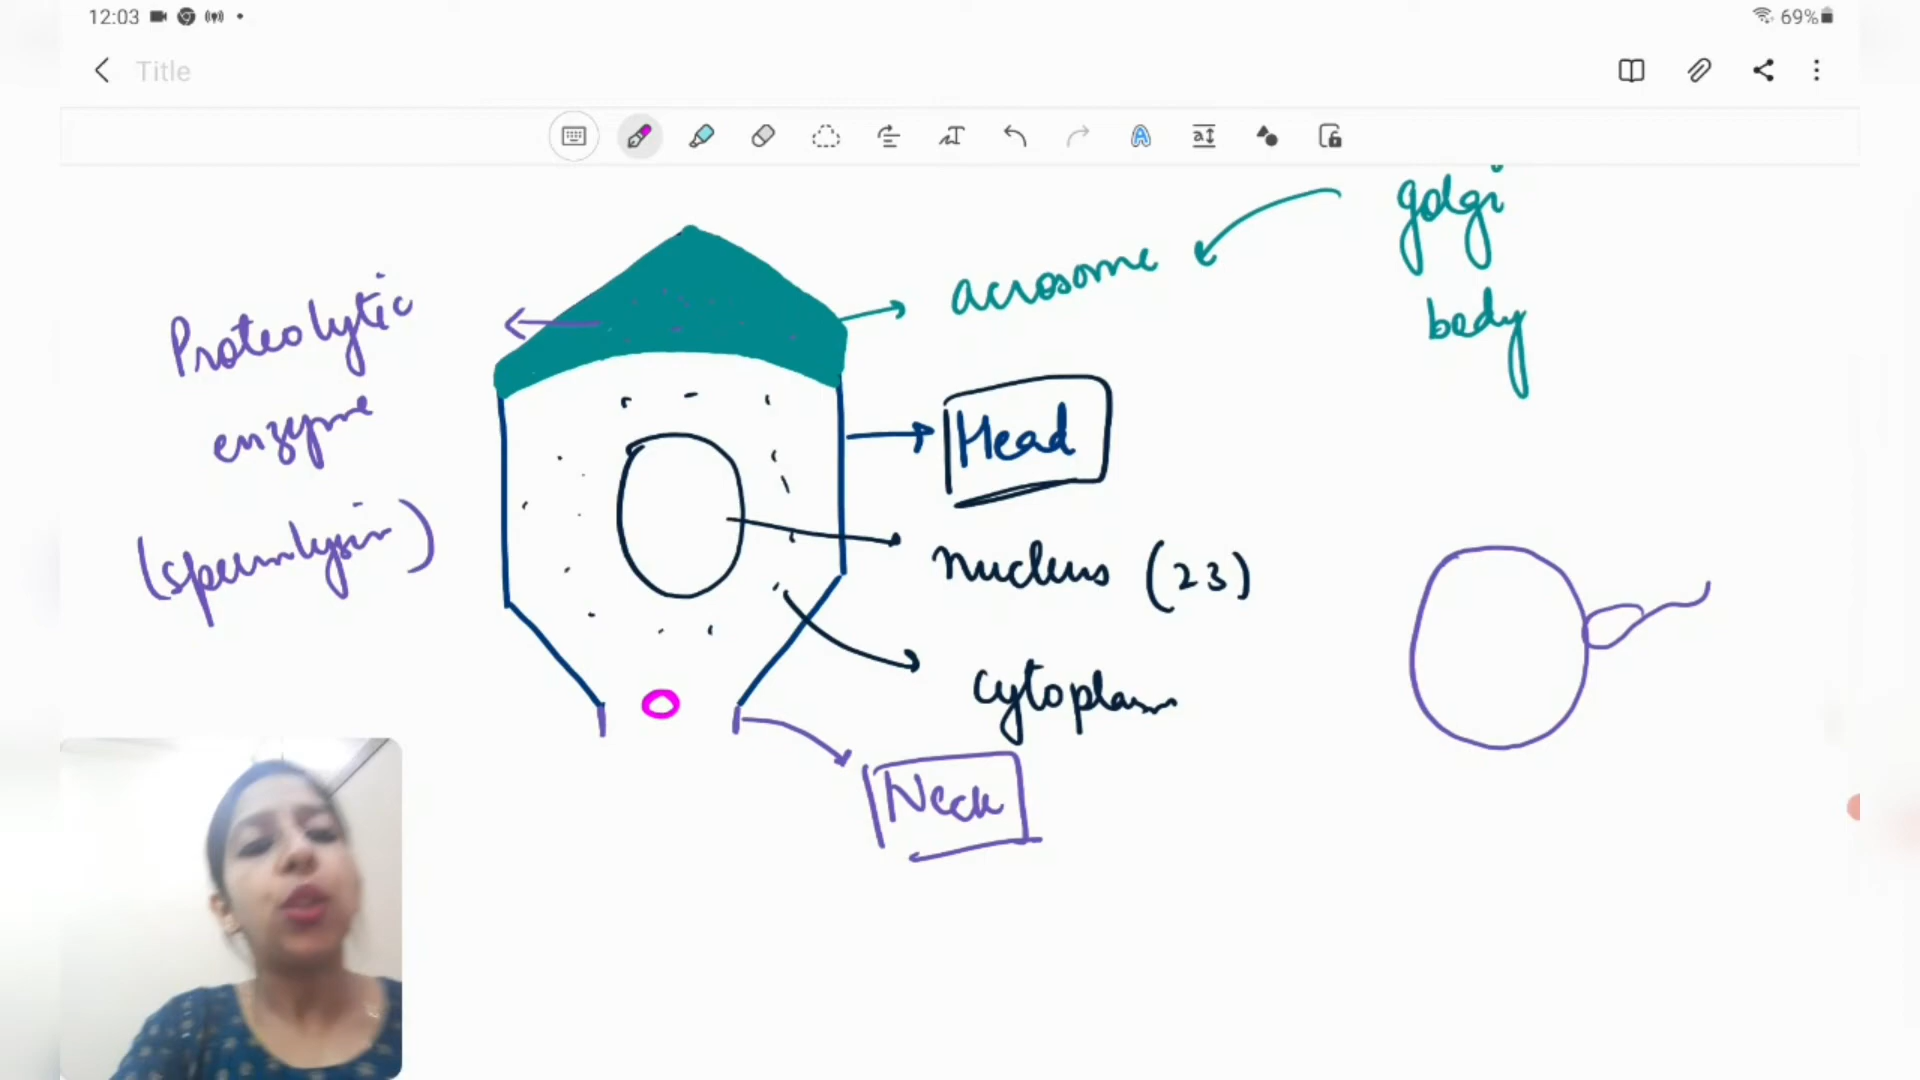 12:03
69%
Title
golgi
body
acrosome
Proteolytic
enzyme
(spermlysin)
Head
nucleus (23)
cytoplasm
Neck